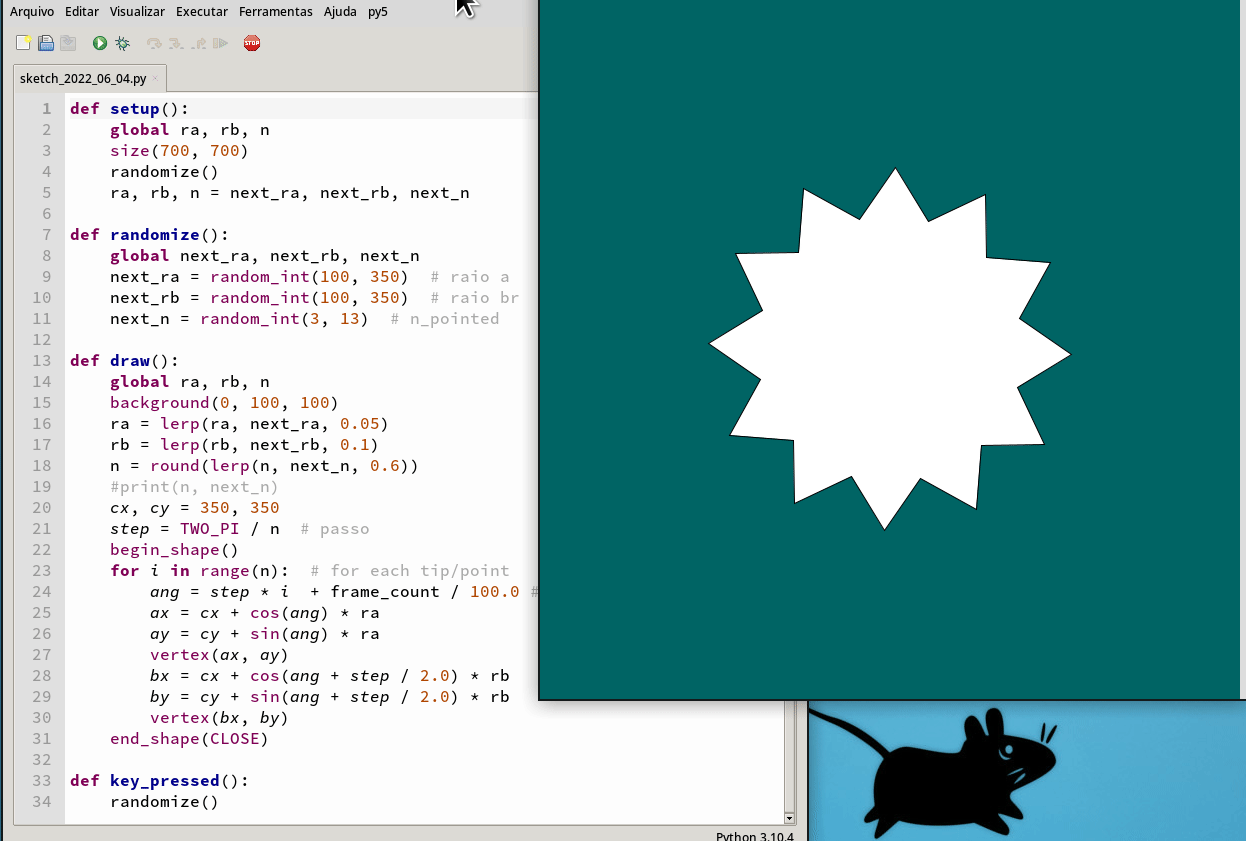 Arquivo Editar Visualizar Executar Ferramentas Ajuda py5
STOP
sketch_2022_06_04.py
1 def setup():
2     global ra, rb, n
3     size(700, 700)
4     randomize()
5     ra, rb, n = next_ra, next_rb, next_n
6
7 def randomize():
8     global next_ra, next_rb, next_n
9     next_ra = random_int(100, 350)  # raio a
10     next_rb = random_int(100, 350)  # raio br
11     next_n = random_int(3, 13)  # n_pointed
12
13 def draw():
14     global ra, rb, n
15     background(0, 100, 100)
16     ra = lerp(ra, next_ra, 0.05)
17     rb = lerp(rb, next_rb, 0.1)
18     n = round(lerp(n, next_n, 0.6))
19     #print(n, next_n)
20     cx, cy = 350, 350
21     step = TWO_PI / n  # passo
22     begin_shape()
23     for i in range(n):  # for each tip/point
24         ang = step * i  + frame_count / 100.0 #
25         ax = cx + cos(ang) * ra
26         ay = cy + sin(ang) * ra
27         vertex(ax, ay)
28         bx = cx + cos(ang + step / 2.0) * rb
29         by = cy + sin(ang + step / 2.0) * rb
30         vertex(bx, by)
31     end_shape(CLOSE)
32
33 def key_pressed():
34     randomize()
Python 3.10.4